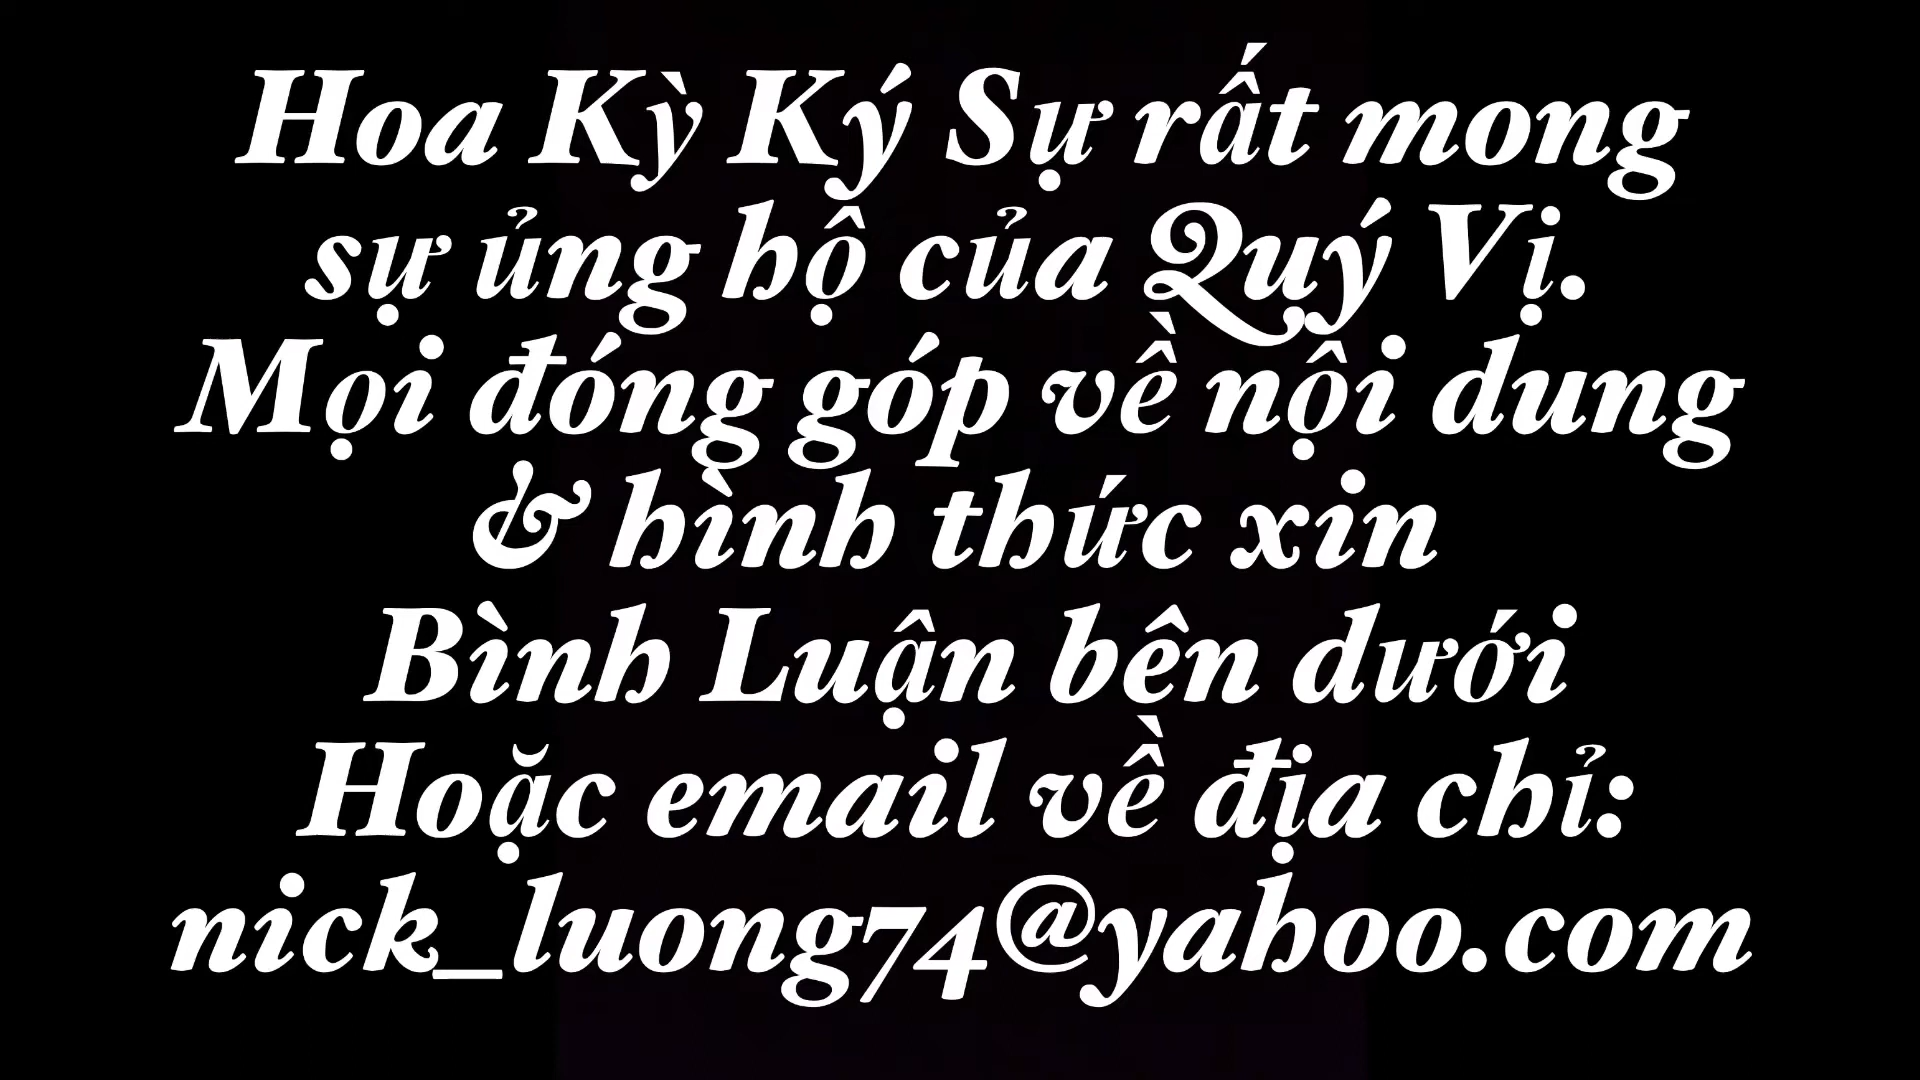 Hoa Kỳ Ký Sự rất mong
sự ủng hộ của Quý Vị.
Mọi đóng góp về nội dung
& hình thức xin
Bình Luận bên dưới
Hoặc email về địa chỉ:
nick_luong74@yahoo.com